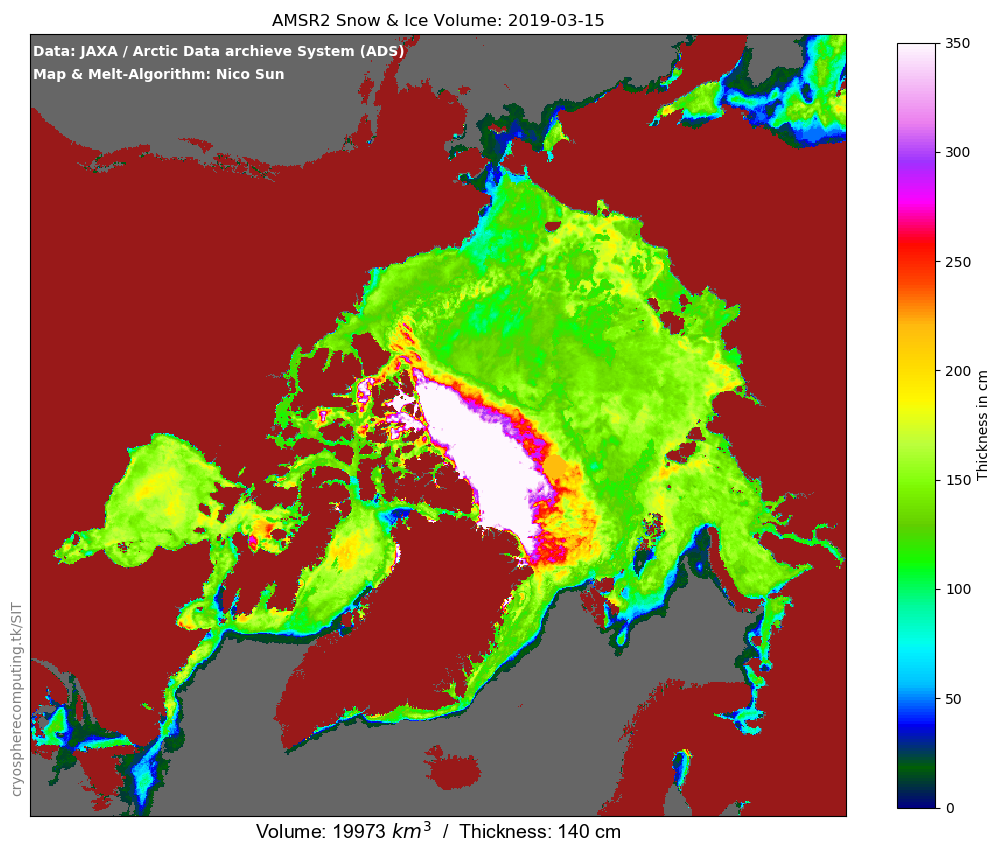 AMSR2 Snow & Ice Volume: 2019-03-15
Data: JAXA / Arctic Data archieve System (ADS)
Map & Melt-Algorithm: Nico Sun
350
300
250
200
150
100
50
0
Thickness in cm
cryospherecomputing.tk/SIT
Volume: 19973 km³ / Thickness: 140 cm